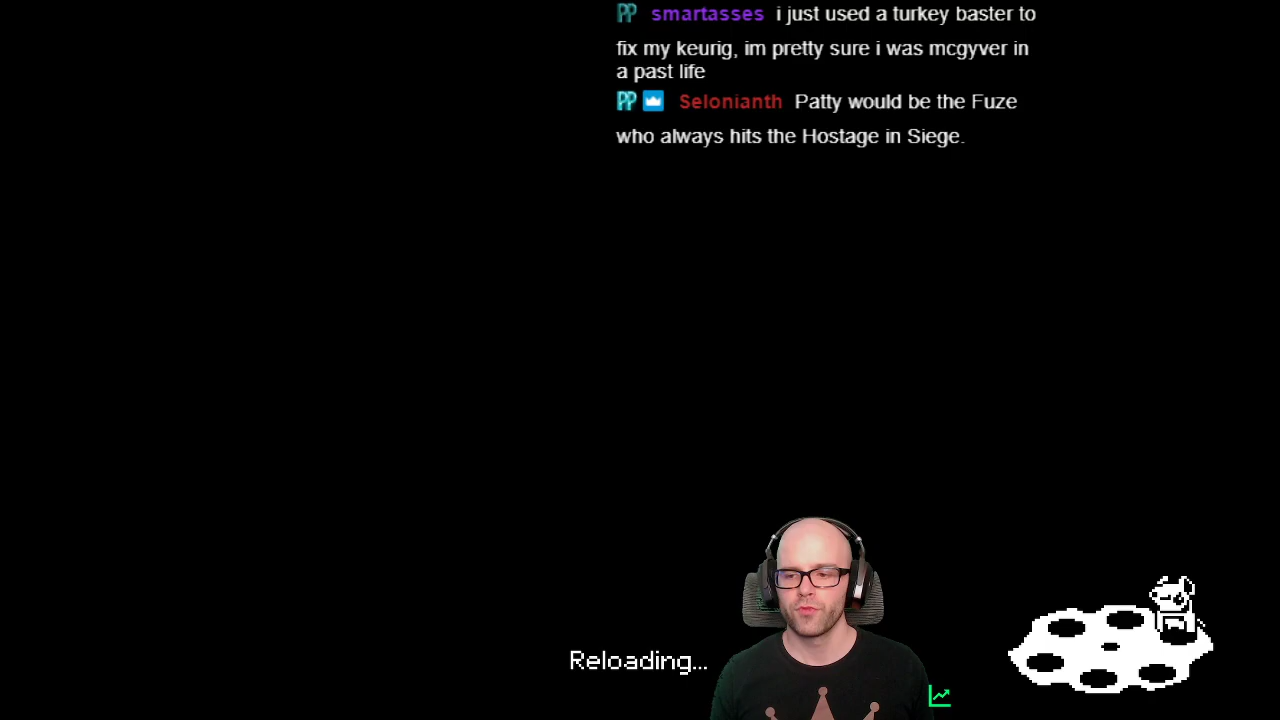 smartasses i just used a turkey baster to
fix my keurig, im pretty sure i was mcgyver in
a past life
Selonianth Patty would be the Fuze
who always hits the Hostage in Siege.
Reloading...